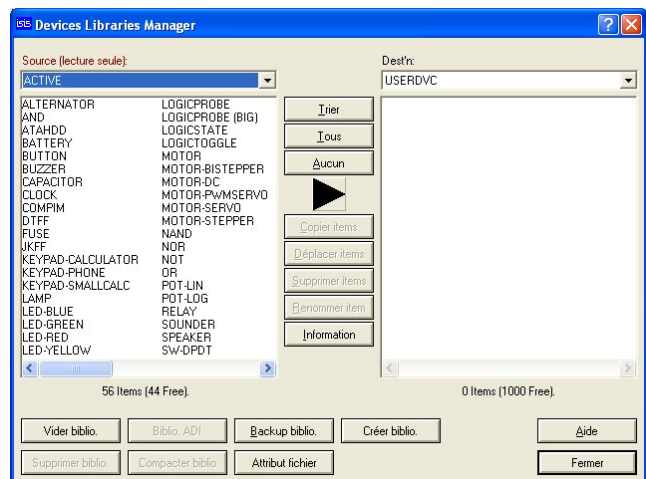 ISIS Devices Libraries Manager
Source (lecture seule):
Dest'n:
ACTIVE
USERDVC
ALTERNATOR
AND
ATAHDD
BATTERY
BUTTON
BUZZER
CAPACITOR
CLOCK
COMPIM
DTFF
FUSE
JKFF
KEYPAD-CALCULATOR
KEYPAD-PHONE
KEYPAD-SMALLCALC
LAMP
LED-BLUE
LED-GREEN
LED-RED
LED-YELLOW
LOGICPROBE
LOGICPROBE (BIG)
LOGICSTATE
LOGICTOGGLE
MOTOR
MOTOR-BISTEPPER
MOTOR-DC
MOTOR-PWMSERVO
MOTOR-SERVO
MOTOR-STEPPER
NAND
NOR
NOT
OR
POT-LIN
POT-LOG
RELAY
SOUNDER
SPEAKER
SW-DPDT
Trier
Tous
Aucun
Copier items
Déplacer items
Supprimer items
Renommer item
Information
56 Items (44 Free).
0 Items (1000 Free).
Vider biblio.
Biblio. ADI
Backup biblio.
Créer biblio.
Aide
Supprimer biblio.
Compacter biblio
Attribut fichier
Fermer